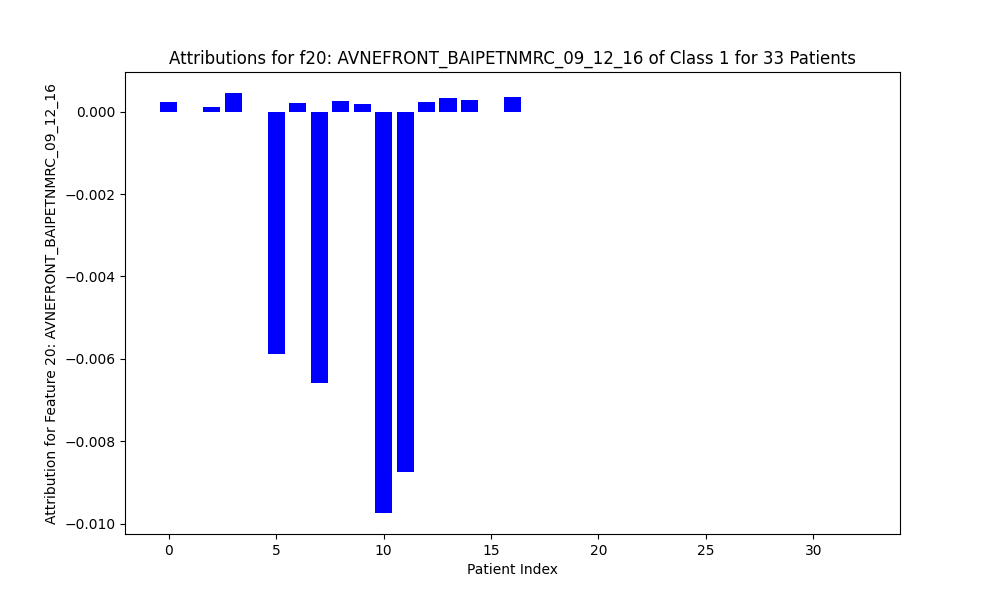 Attributions for f20: AVNEFRONT_BAIPETNMRC_09_12_16 of Class 1 for 33 Patients
Attribution for Feature 20: AVNEFRONT_BAIPETNMRC_09_12_16
0.000
−0.002
−0.004
−0.006
−0.008
−0.010
0 5 10 15 20 25 30
Patient Index